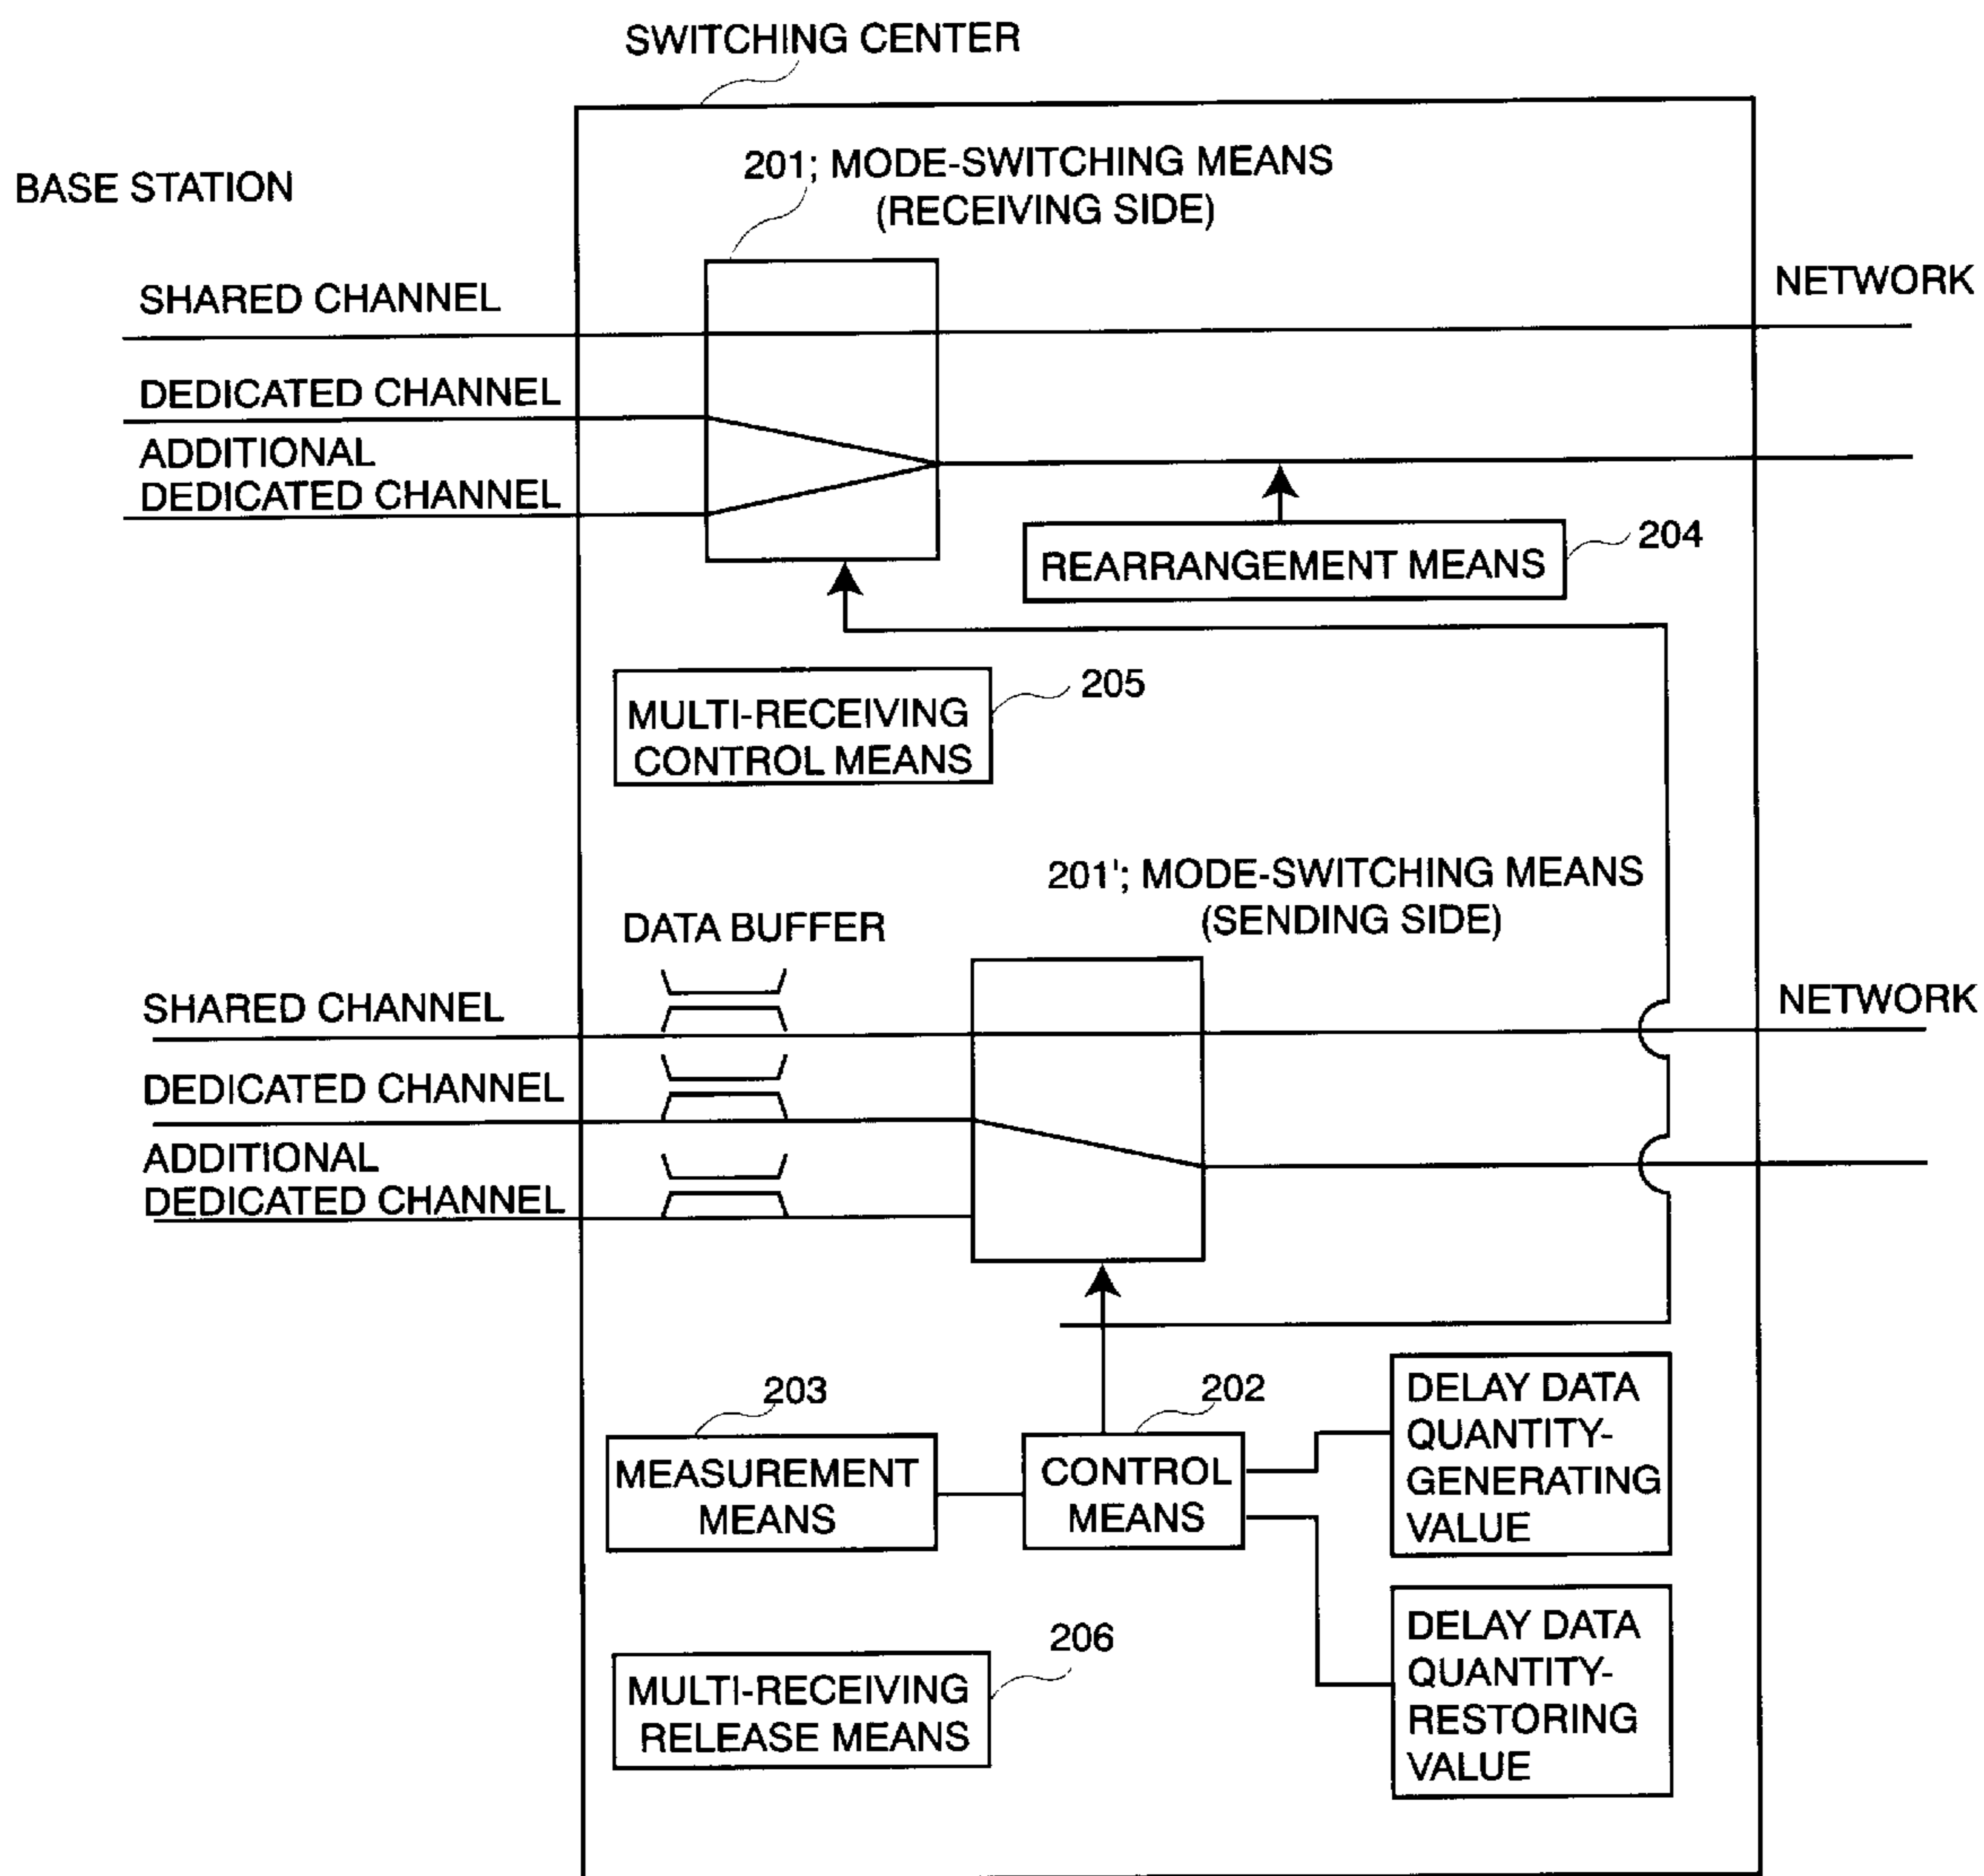 SWITCHING CENTER
BASE STATION
201; MODE-SWITCHING MEANS
(RECEIVING SIDE)
SHARED CHANNEL
NETWORK
DEDICATED CHANNEL
ADDITIONAL
DEDICATED CHANNEL
REARRANGEMENT MEANS
204
MULTI-RECEIVING
CONTROL MEANS
205
201'; MODE-SWITCHING MEANS
(SENDING SIDE)
DATA BUFFER
SHARED CHANNEL
NETWORK
DEDICATED CHANNEL
ADDITIONAL
DEDICATED CHANNEL
203
MEASUREMENT
MEANS
202
CONTROL
MEANS
DELAY DATA
QUANTITY-
GENERATING
VALUE
206
MULTI-RECEIVING
RELEASE MEANS
DELAY DATA
QUANTITY-
RESTORING
VALUE